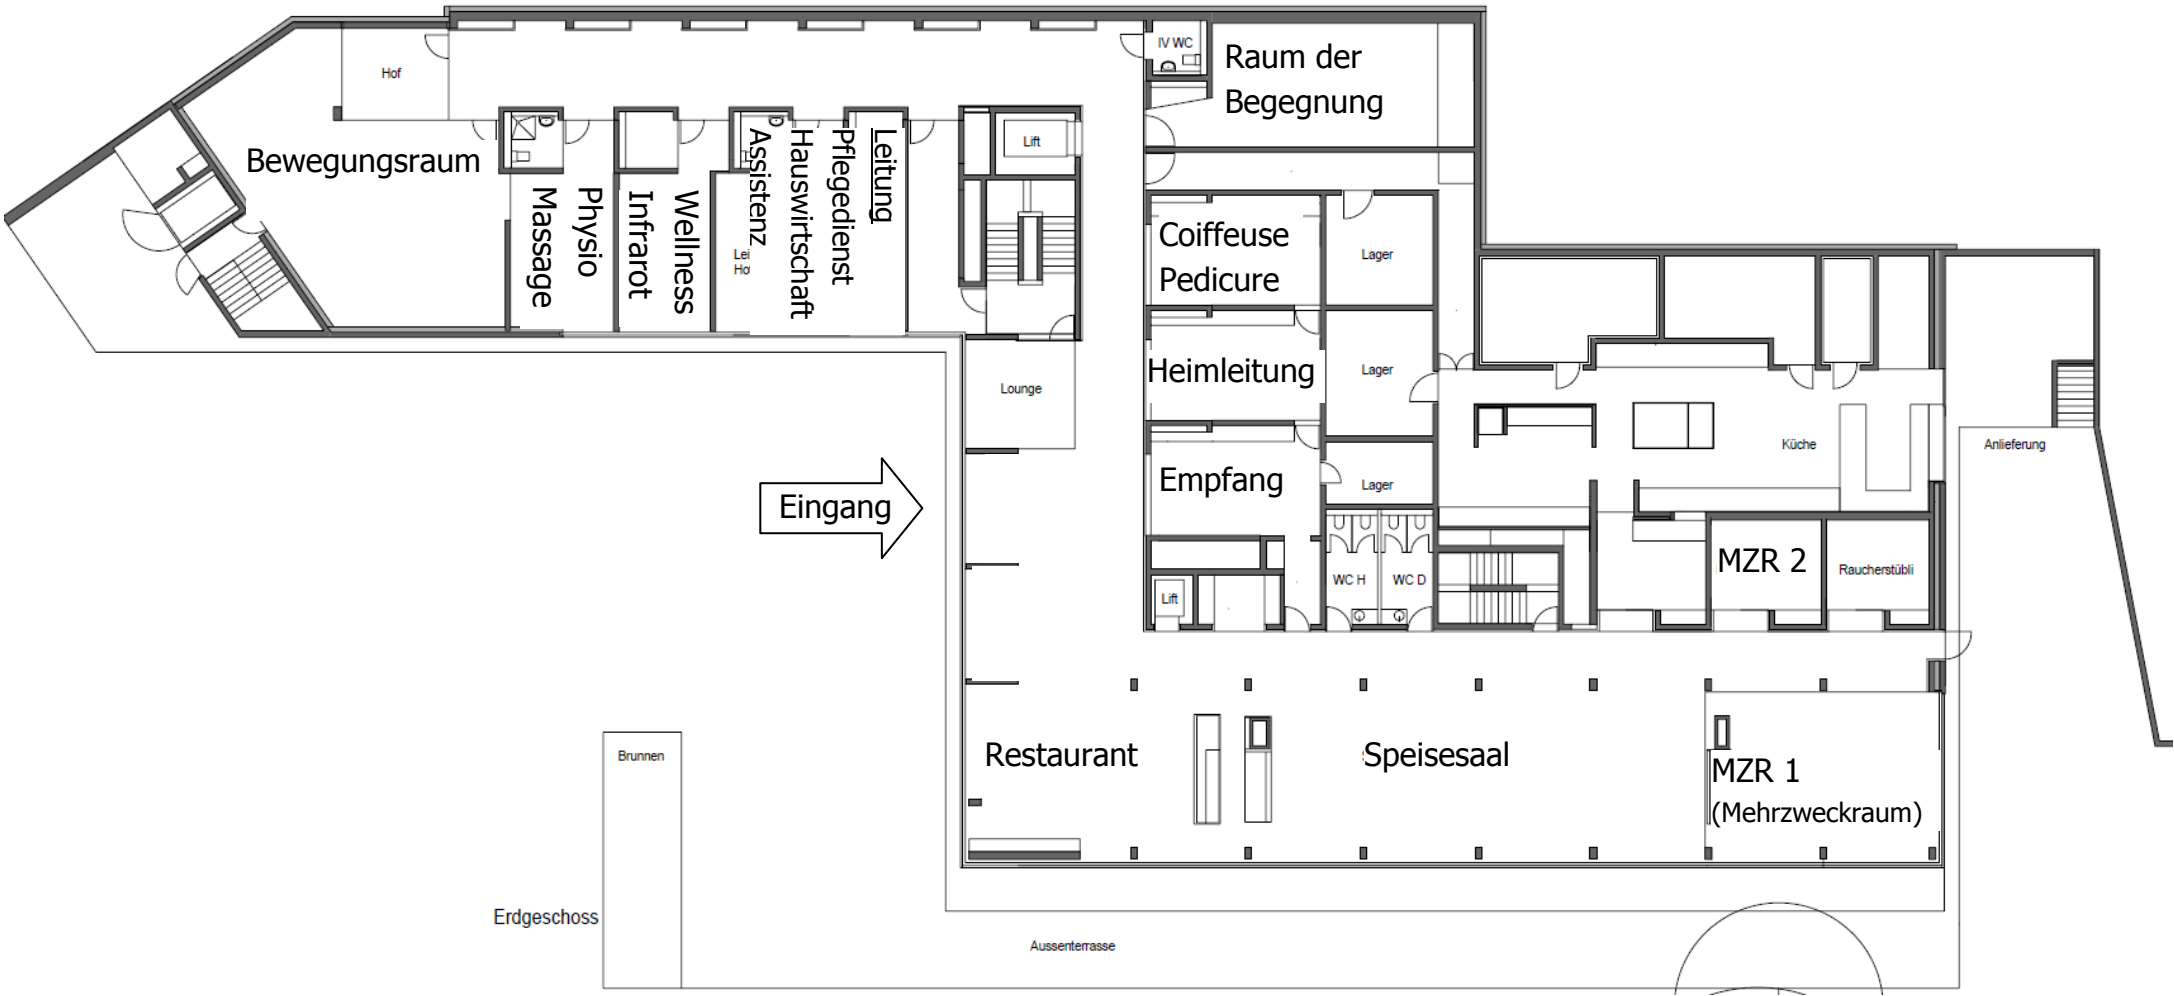 IV WC
Raum der
Begegnung
Hof
Lift
Bewegungsraum
Massage
Physio
Infrarot
Wellness
Assistenz
Hauswirtschaft
Pflegedienst
Leitung
Lei
Ho
Coiffeuse
Pedicure
Lager
Heimleitung
Lager
Lounge
Küche
Anlieferung
Empfang
Lager
Eingang
WC H
WC D
Lift
MZR 2
Raucherstübli
Restaurant
Speisesaal
MZR 1
(Mehrzweckraum)
Brunnen
Erdgeschoss
Aussenterrasse